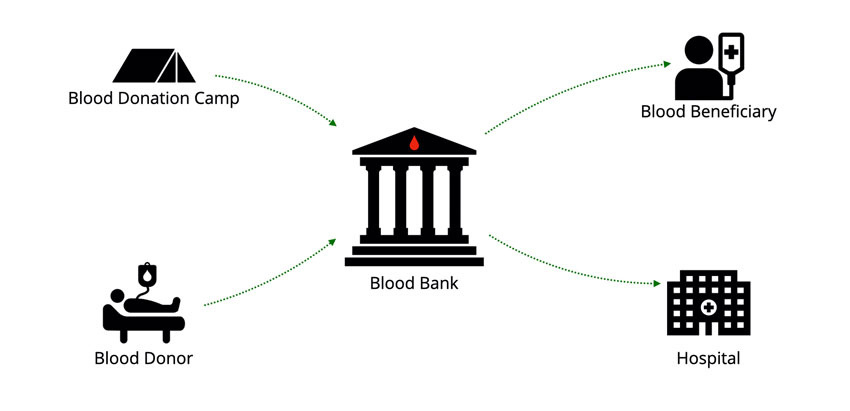 Blood Donation Camp
Blood Beneficiary
Blood Bank
Blood Donor
Hospital